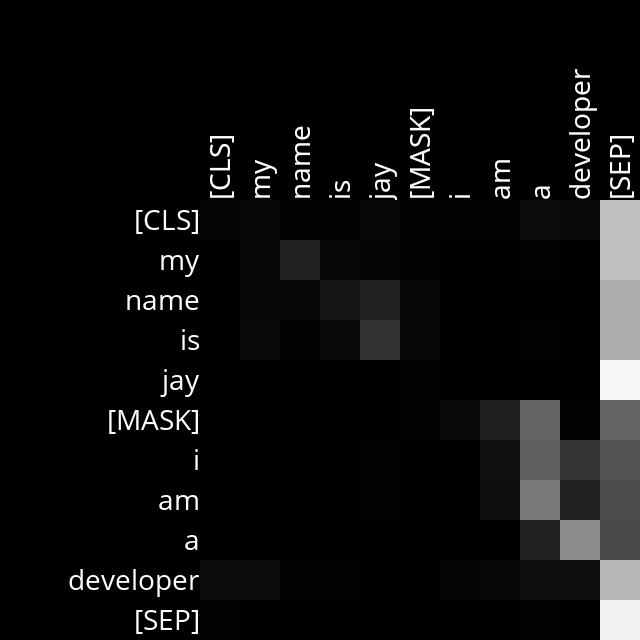 [CLS]
my
name
is
jay
[MASK]
i
am
a
developer
[SEP]
[CLS]
my
name
is
jay
[MASK]
i
am
a
developer
[SEP]